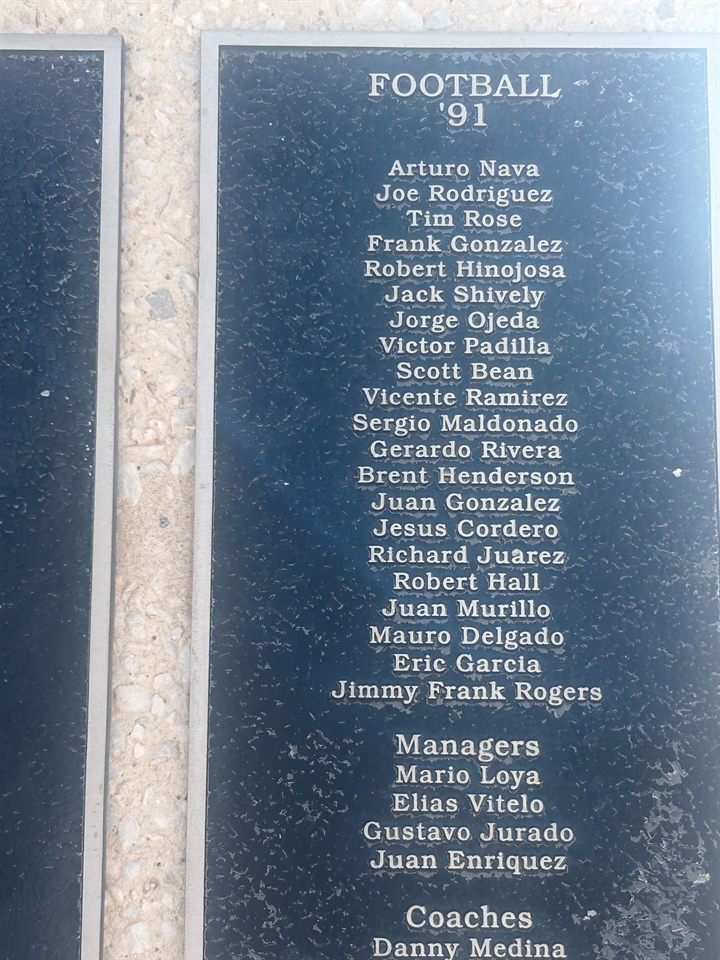 FOOTBALL
'91
Arturo Nava
Joe Rodriguez
Tim Rose
Frank Gonzalez
Robert Hinojosa
Jack Shively
Jorge Ojeda
Victor Padilla
Scott Bean
Vicente Ramirez
Sergio Maldonado
Gerardo Rivera
Brent Henderson
Juan Gonzalez
Jesus Cordero
Richard Juarez
Robert Hall
Juan Murillo
Mauro Delgado
Eric Garcia
Jimmy Frank Rogers
Managers
Mario Loya
Elias Vitelo
Gustavo Jurado
Juan Enriquez
Coaches
Danny Medina